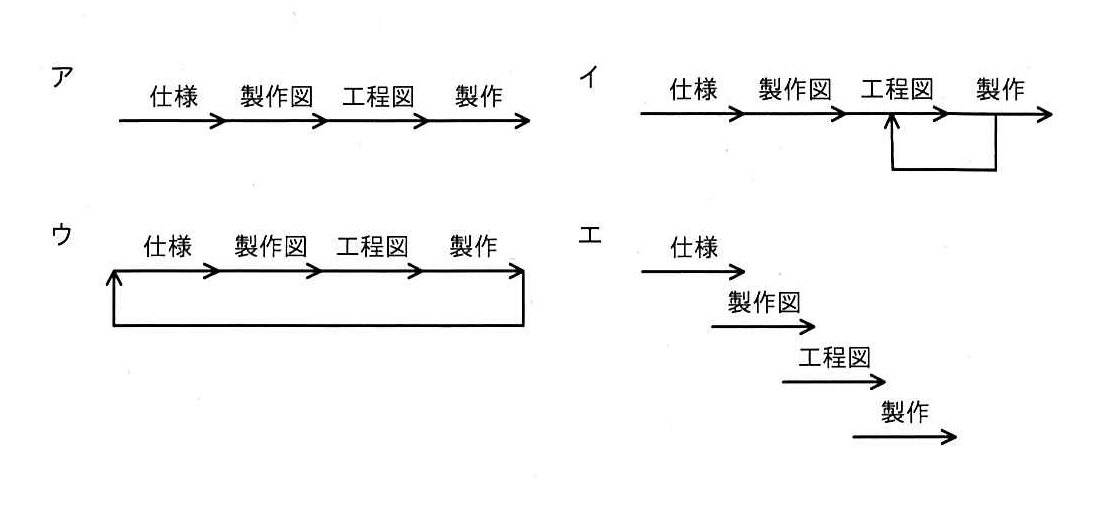 ア
仕様 製作図 工程図 製作
イ
仕様 製作図 工程図 製作
ウ
仕様 製作図 工程図 製作
エ
仕様
製作図
工程図
製作